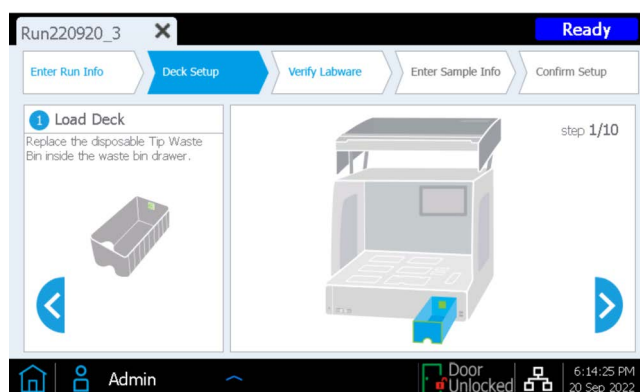 Run220920_3
Ready
Enter Run Info
Deck Setup
Verify Labware
Enter Sample Info
Confirm Setup
1 Load Deck
Replace the disposable Tip Waste
Bin inside the waste bin drawer.
step 1/10
Admin
Door
Unlocked
6:14:25 PM
20 Sep 2022